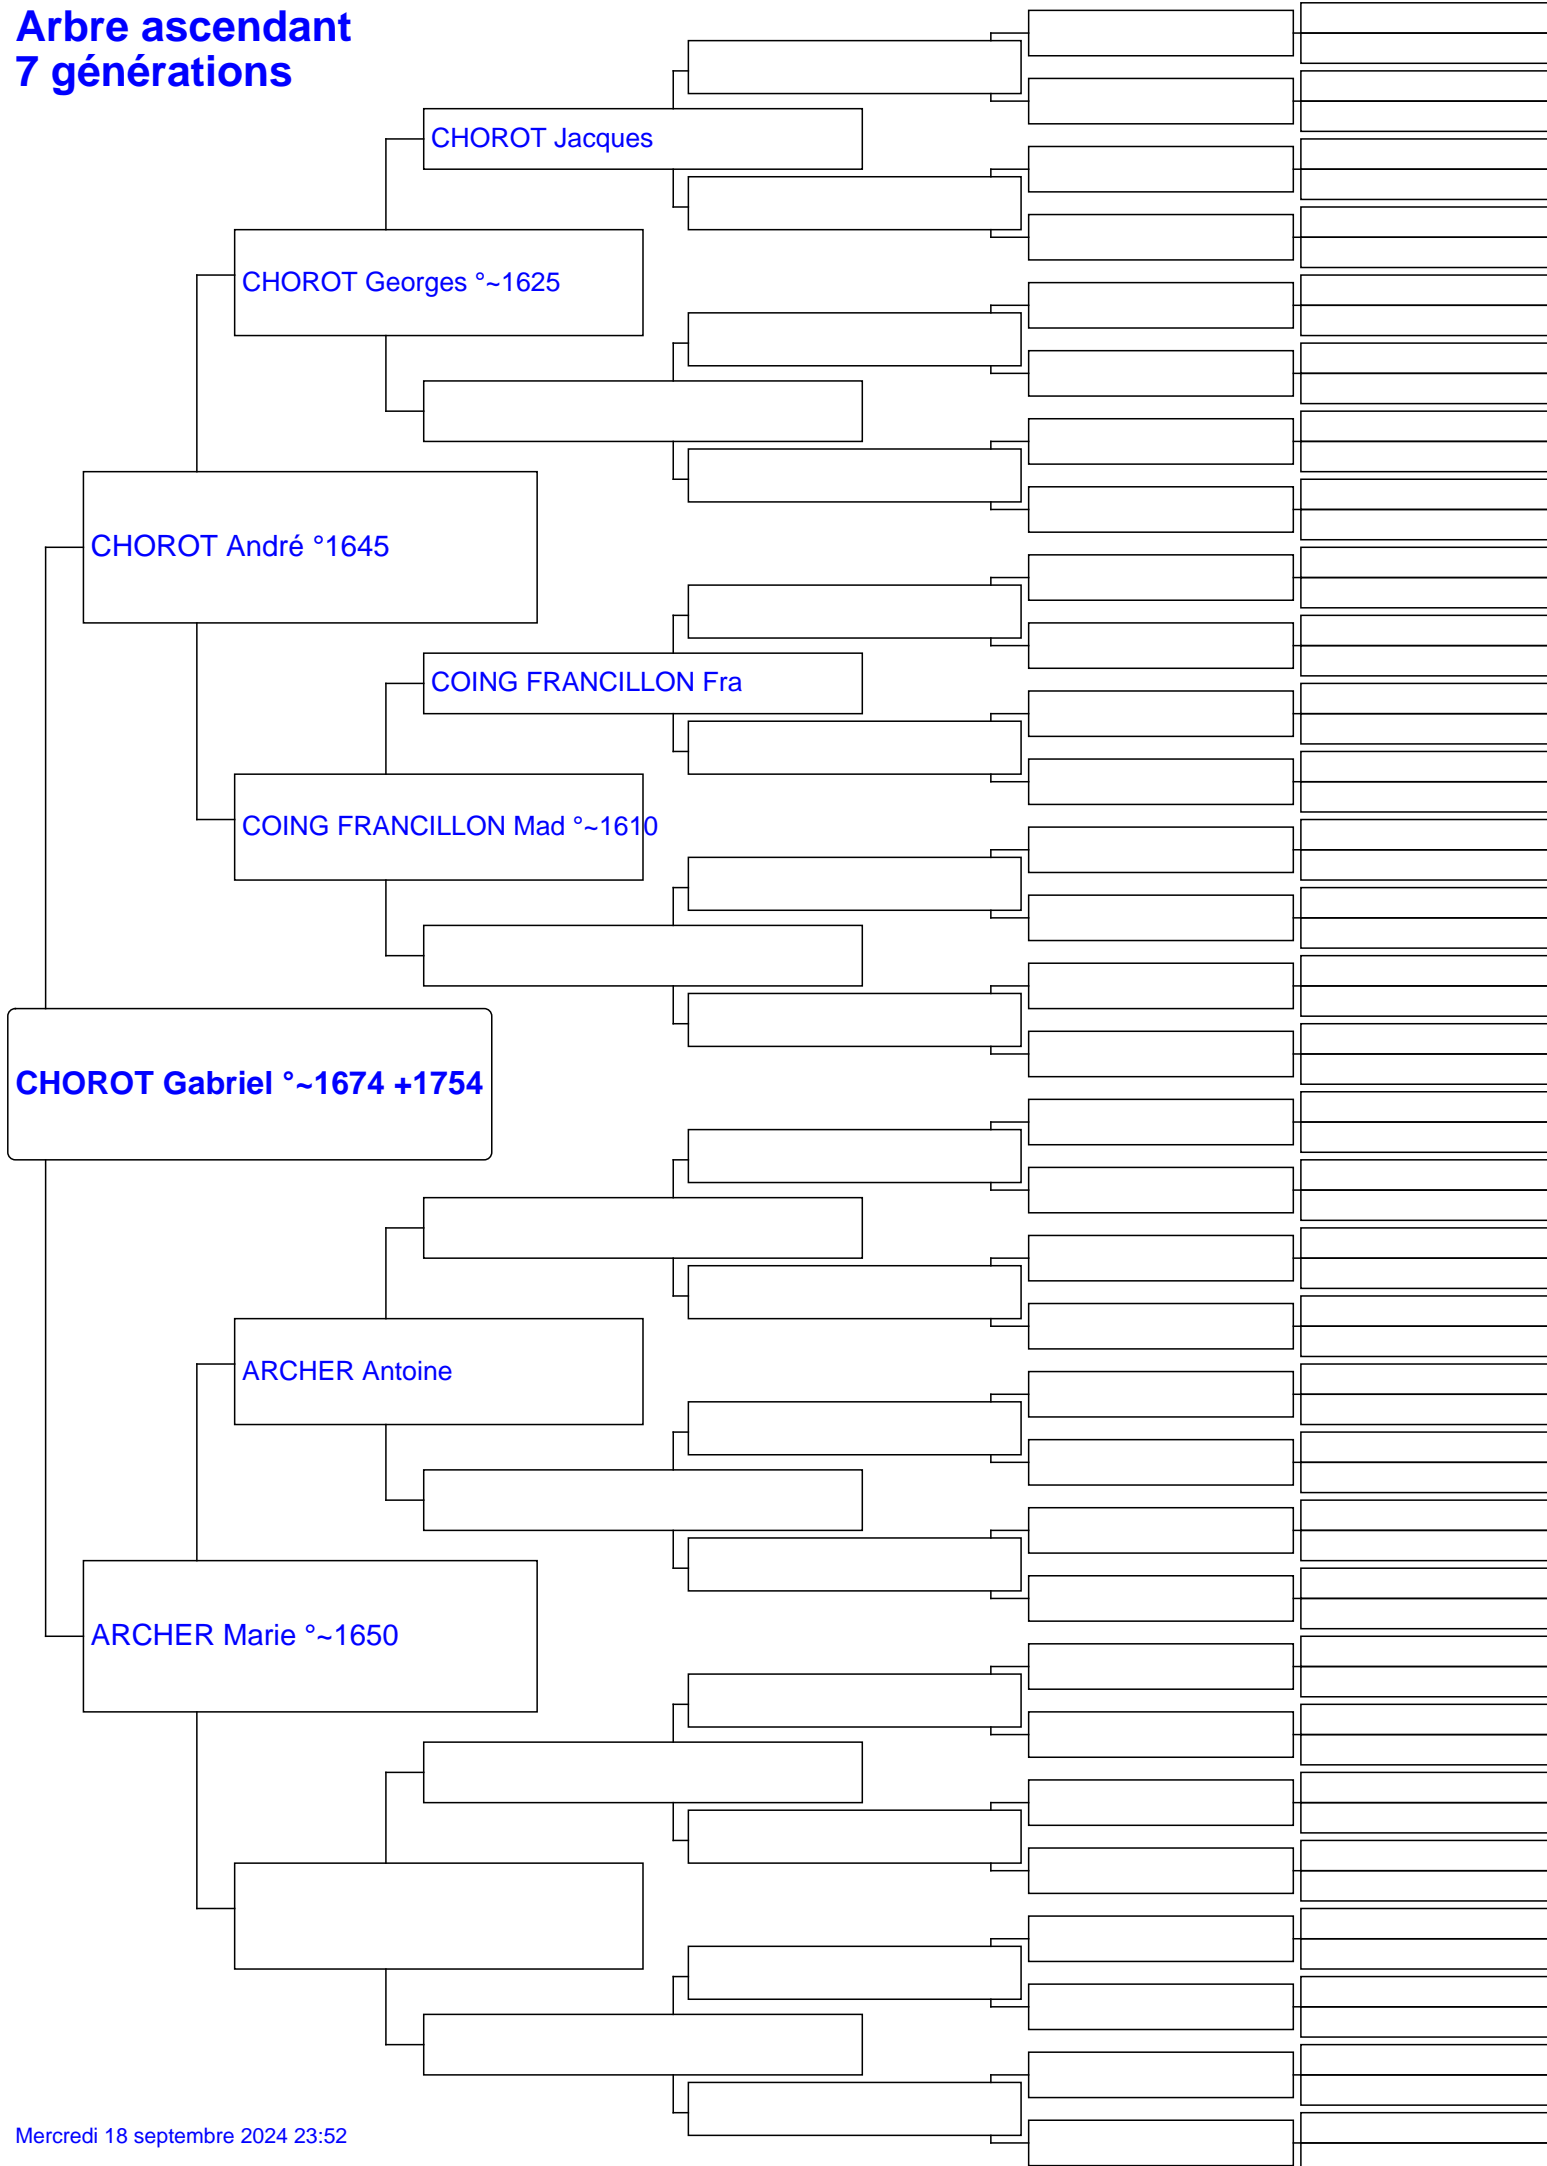 Arbre ascendant
7 générations
CHOROT Jacques
CHOROT Georges °~1625
CHOROT André °1645
COING FRANCILLON Fra
COING FRANCILLON Mad °~1610
CHOROT Gabriel °~1674 +1754
ARCHER Antoine
ARCHER Marie °~1650
Mercredi 18 septembre 2024 23:52